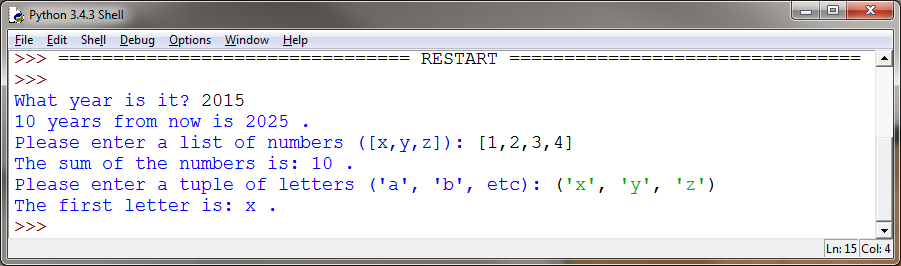 Python 3.4.3 Shell
File Edit Shell Debug Options Window Help
>>> ================================ RESTART ================================
>>>
What year is it? 2015
10 years from now is 2025 .
Please enter a list of numbers ([x,y,z]): [1,2,3,4]
The sum of the numbers is: 10 .
Please enter a tuple of letters ('a', 'b', etc): ('x', 'y', 'z')
The first letter is: x .
>>>
Ln: 15 Col: 4